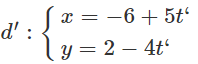 d' : { x = −6 + 5t‘
y = 2 − 4t‘